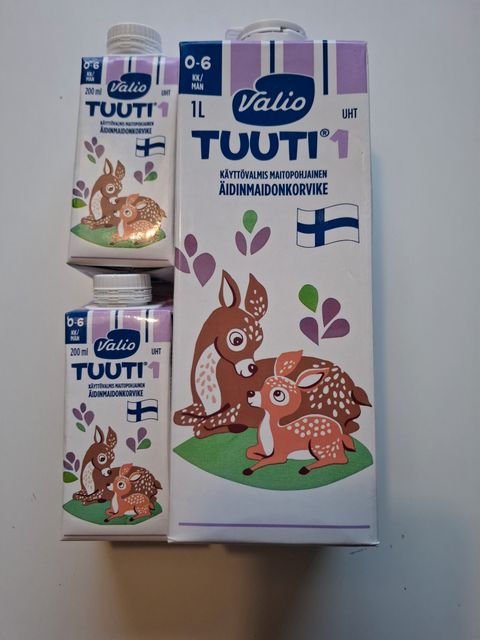 0-6
KK/
MÅN
200 ml
Valio
UHT
TUUTI 1
KÄYTTÖVALMIS MAITOPOHJAINEN
ÄIDINMAIDONKORVIKE
0-6
KK/
MÅN
200 ml
Valio
UHT
TUUTI 1
KÄYTTÖVALMIS MAITOPOHJAINEN
ÄIDINMAIDONKORVIKE
0-6
KK/
MÅN
1L
Valio
UHT
TUUTI® 1
KÄYTTÖVALMIS MAITOPOHJAINEN
ÄIDINMAIDONKORVIKE